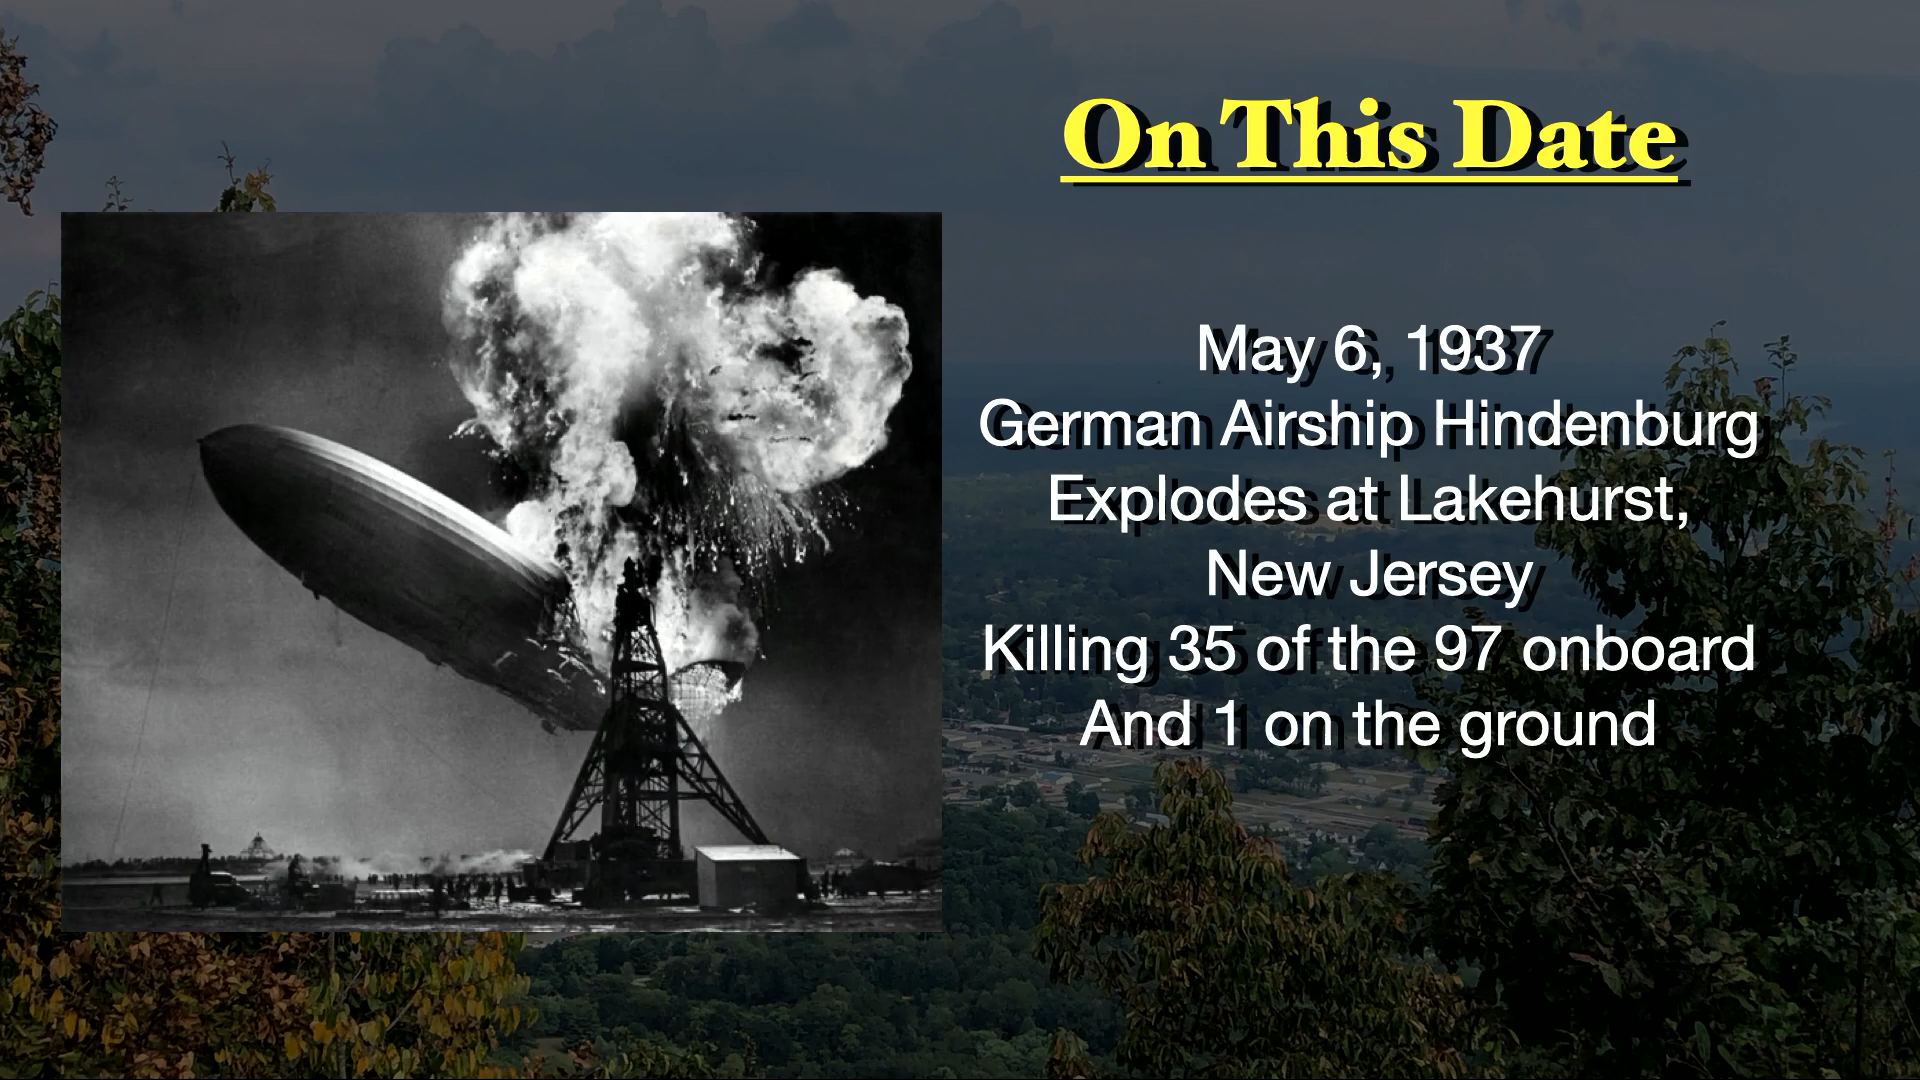 On This Date
May 6, 1937
German Airship Hindenburg
Explodes at Lakehurst,
New Jersey
Killing 35 of the 97 onboard
And 1 on the ground